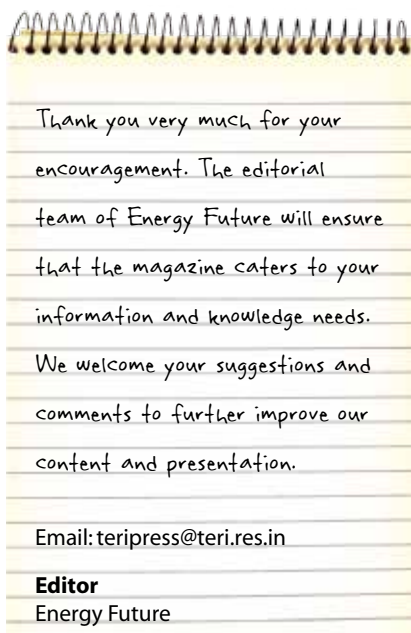 Thank you very much for your
encouragement. The editorial
team of Energy Future will ensure
that the magazine caters to your
information and knowledge needs.
We welcome your suggestions and
comments to further improve our
content and presentation.
Email: teripress@teri.res.in
Editor
Energy Future